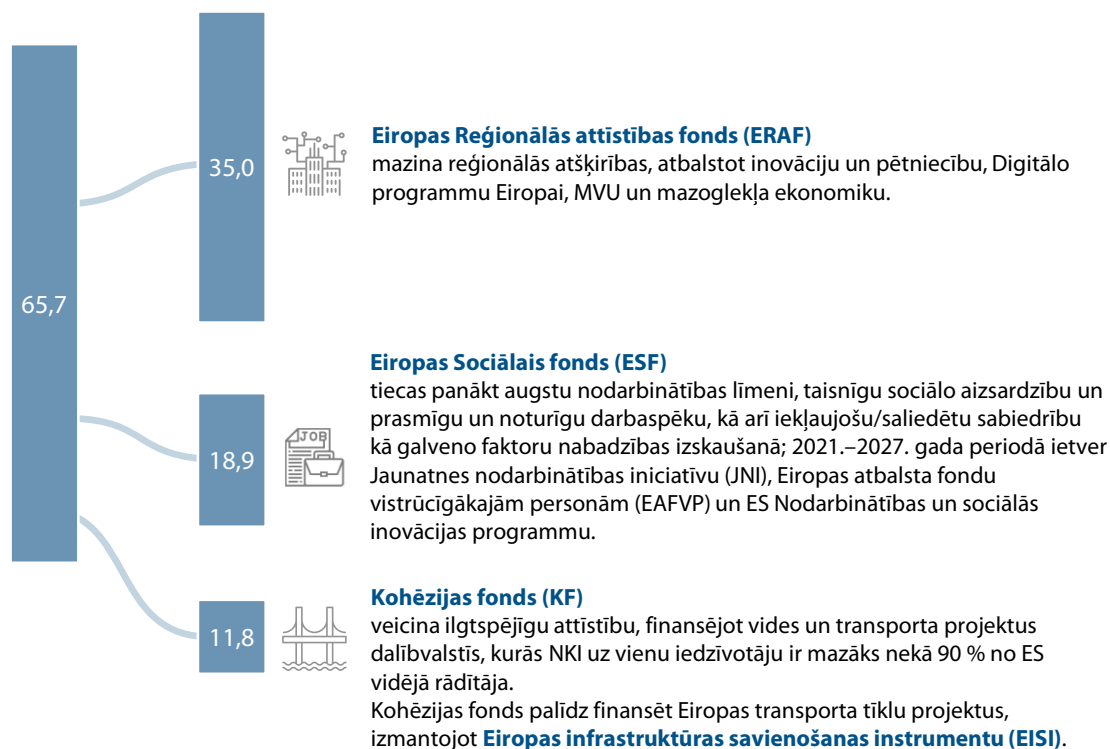 65,7
35,0
Eiropas Reģionālās attīstības fonds (ERAF)
mazina reģionālās atšķirības, atbalstot inovāciju un pētniecību, Digitālo
programmu Eiropai, MVU un mazoglekļa ekonomiku.
18,9
JOB
Eiropas Sociālais fonds (ESF)
tiecas panākt augstu nodarbinātības līmeni, taisnīgu sociālo aizsardzību un
prasmīgu un noturīgu darbaspēku, kā arī iekļaujošu/saliedētu sabiedrību
kā galveno faktoru nabadzības izskaušanā; 2021.–2027. gada periodā ietver
Jaunatnes nodarbinātības iniciatīvu (JNI), Eiropas atbalsta fondu
vistrūcīgākajām personām (EAFVP) un ES Nodarbinātības un sociālās
inovācijas programmu.
11,8
Kohēzijas fonds (KF)
veicina ilgtspējīgu attīstību, finansējot vides un transporta projektus
dalībvalstīs, kurās NKI uz vienu iedzīvotāju ir mazāks nekā 90 % no ES
vidējā rādītāja.
Kohēzijas fonds palīdz finansēt Eiropas transporta tīklu projektus,
izmantojot Eiropas infrastruktūras savienošanas instrumentu (EISI).